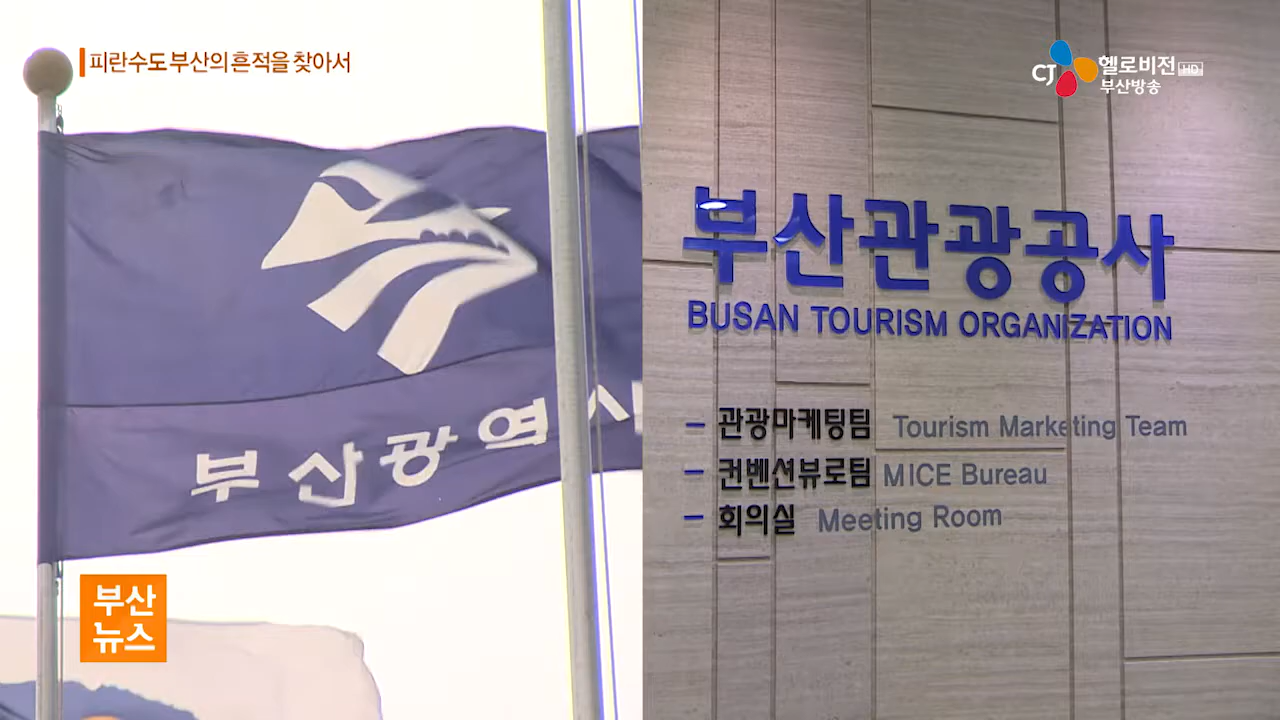 피란수도 부산의 흔적을 찾아서
CJ 헬로비전 HD
부산방송
부산광역시
부산관광공사
BUSAN TOURISM ORGANIZATION
- 관광마케팅팀 Tourism Marketing Team
- 컨벤션뷰로팀 MICE Bureau
- 회의실 Meeting Room
부산
뉴스